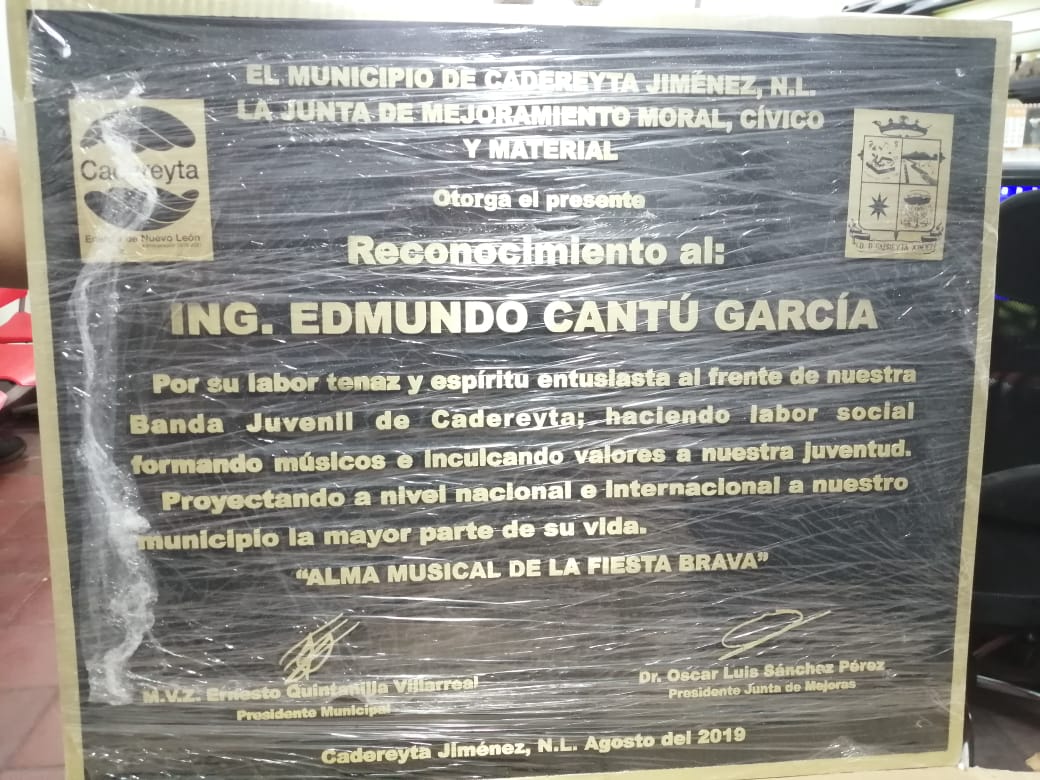 EL MUNICIPIO DE CADEREYTA JIMÉNEZ, N.L.
LA JUNTA DE MEJORAMIENTO MORAL, CÍVICO
Y MATERIAL
Cadereyta
de Nuevo León
Otorga el presente
Reconocimiento al:
ING. EDMUNDO CANTÚ GARCÍA
Por su labor tenaz y espíritu entusiasta al frente de nuestra
Banda Juvenil de Cadereyta; haciendo labor social
formando músicos e inculcando valores a nuestra juventud.
Proyectando a nivel nacional e internacional a nuestro
municipio la mayor parte de su vida.
“ALMA MUSICAL DE LA FIESTA BRAVA”
M.V.Z. Ernesto Quintanilla Villarreal
Presidente Municipal
Dr. Oscar Luis Sánchez Pérez
Presidente Junta de Mejoras
Cadereyta Jiménez, N.L. Agosto del 2019